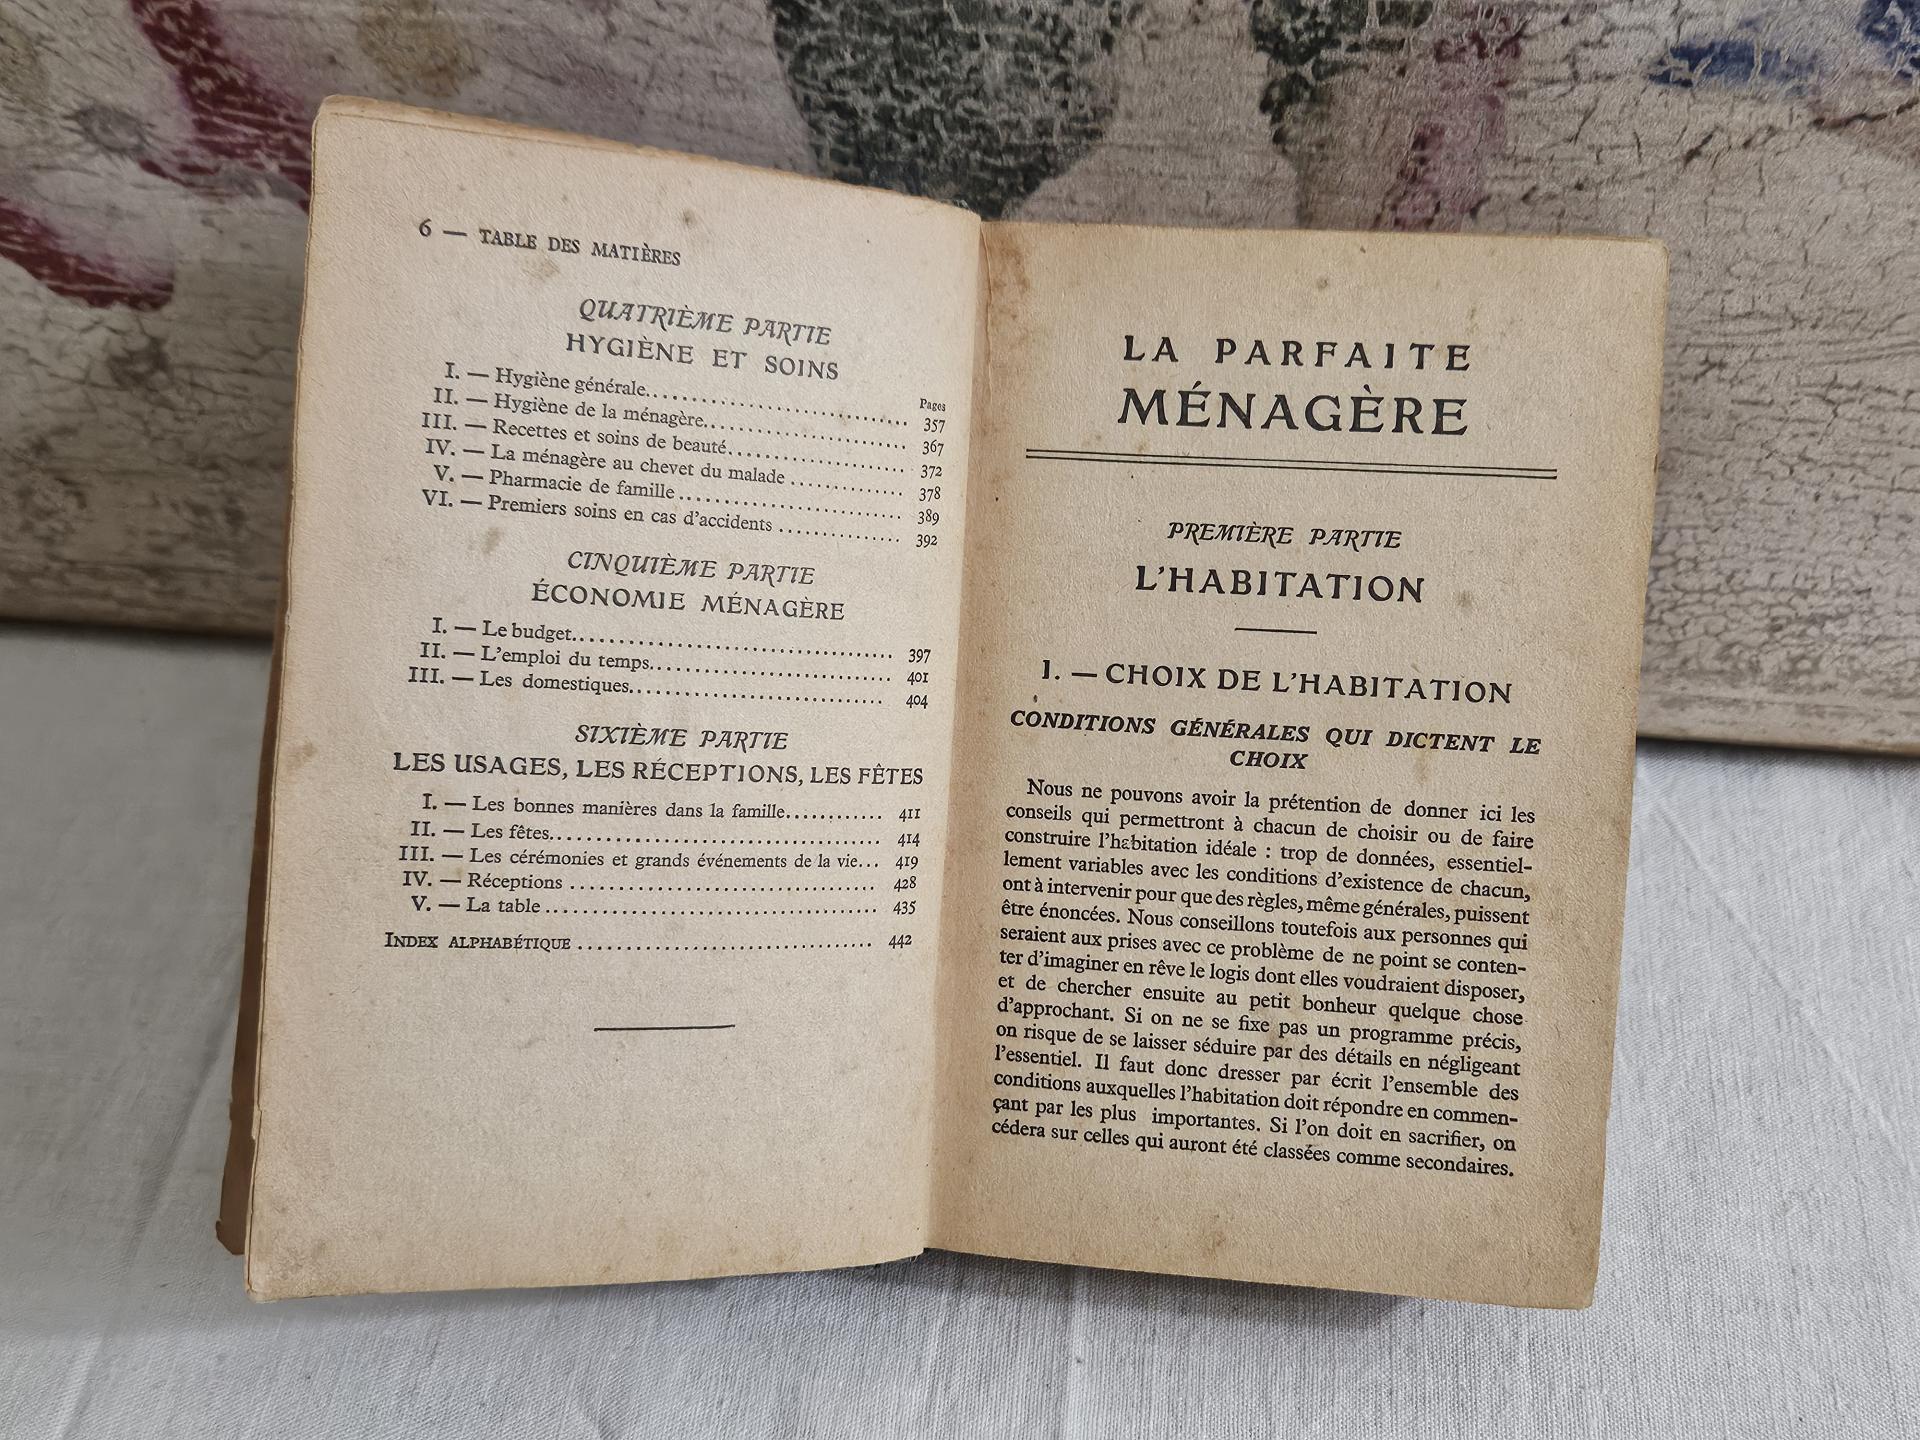 6 — TABLE DES MATIÈRES
QUATRIÈME PARTIE
HYGIÈNE ET SOINS
Pages
I. — Hygiène générale............................ 357
II. — Hygiène de la ménagère...................... 367
III. — Recettes et soins de beauté.................... 372
IV. — La ménagère au chevet du malade ............. 378
V. — Pharmacie de famille......................... 389
VI. — Premiers soins en cas d'accidents .............. 392
CINQUIÈME PARTIE
ÉCONOMIE MÉNAGÈRE
I. — Le budget.................................. 397
II. — L'emploi du temps.......................... 401
III. — Les domestiques............................ 404
SIXIÈME PARTIE
LES USAGES, LES RÉCEPTIONS, LES FÊTES
I. — Les bonnes manières dans la famille............ 411
II. — Les fêtes................................... 414
III. — Les cérémonies et grands événements de la vie... 419
IV. — Réceptions ................................. 428
V. — La table.................................... 435
INDEX ALPHABÉTIQUE ................................ 442
LA PARFAITE
MÉNAGÈRE
PREMIÈRE PARTIE
L'HABITATION
I. — CHOIX DE L'HABITATION
CONDITIONS GÉNÉRALES QUI DICTENT LE
CHOIX
Nous ne pouvons avoir la prétention de donner ici les
conseils qui permettront à chacun de choisir ou de faire
construire l'habitation idéale : trop de données, essentiel-
lement variables avec les conditions d'existence de chacun,
ont à intervenir pour que des règles, même générales, puissent
être énoncées. Nous conseillons toutefois aux personnes qui
seraient aux prises avec ce problème de ne point se conten-
ter d'imaginer en rêve le logis dont elles voudraient disposer,
et de chercher ensuite au petit bonheur quelque chose
d'approchant. Si on ne se fixe pas un programme précis,
on risque de se laisser séduire par des détails en négligeant
l'essentiel. Il faut donc dresser par écrit l'ensemble des
conditions auxquelles l'habitation doit répondre en commen-
çant par les plus importantes. Si l'on doit en sacrifier, on
cédera sur celles qui auront été classées comme secondaires.